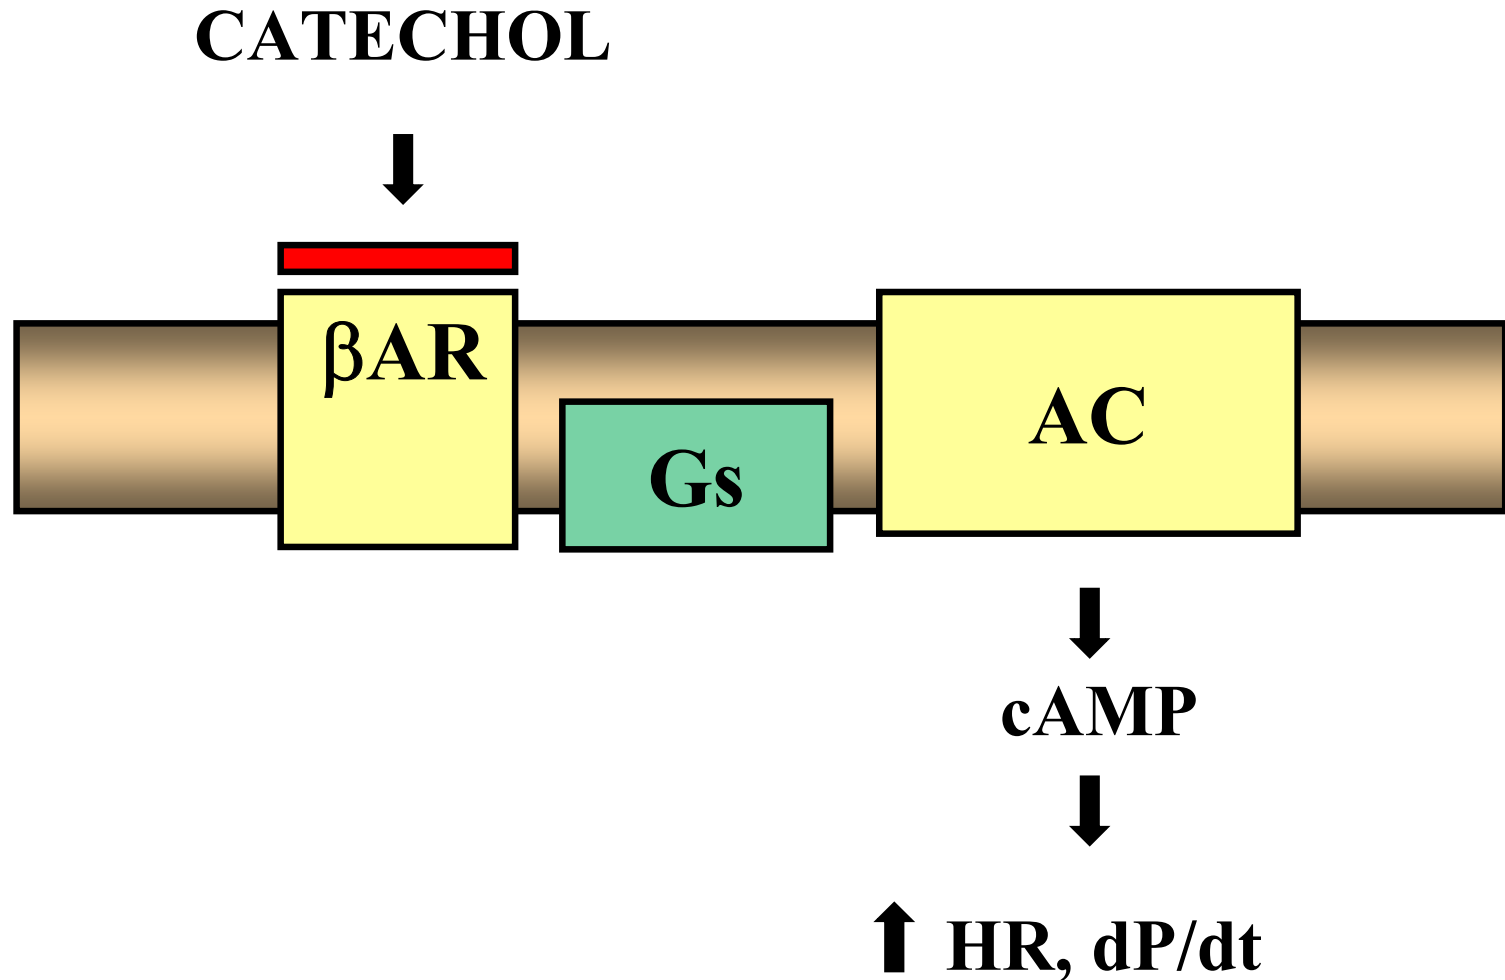 CATECHOL
βAR
AC
Gs
cAMP
HR, dP/dt